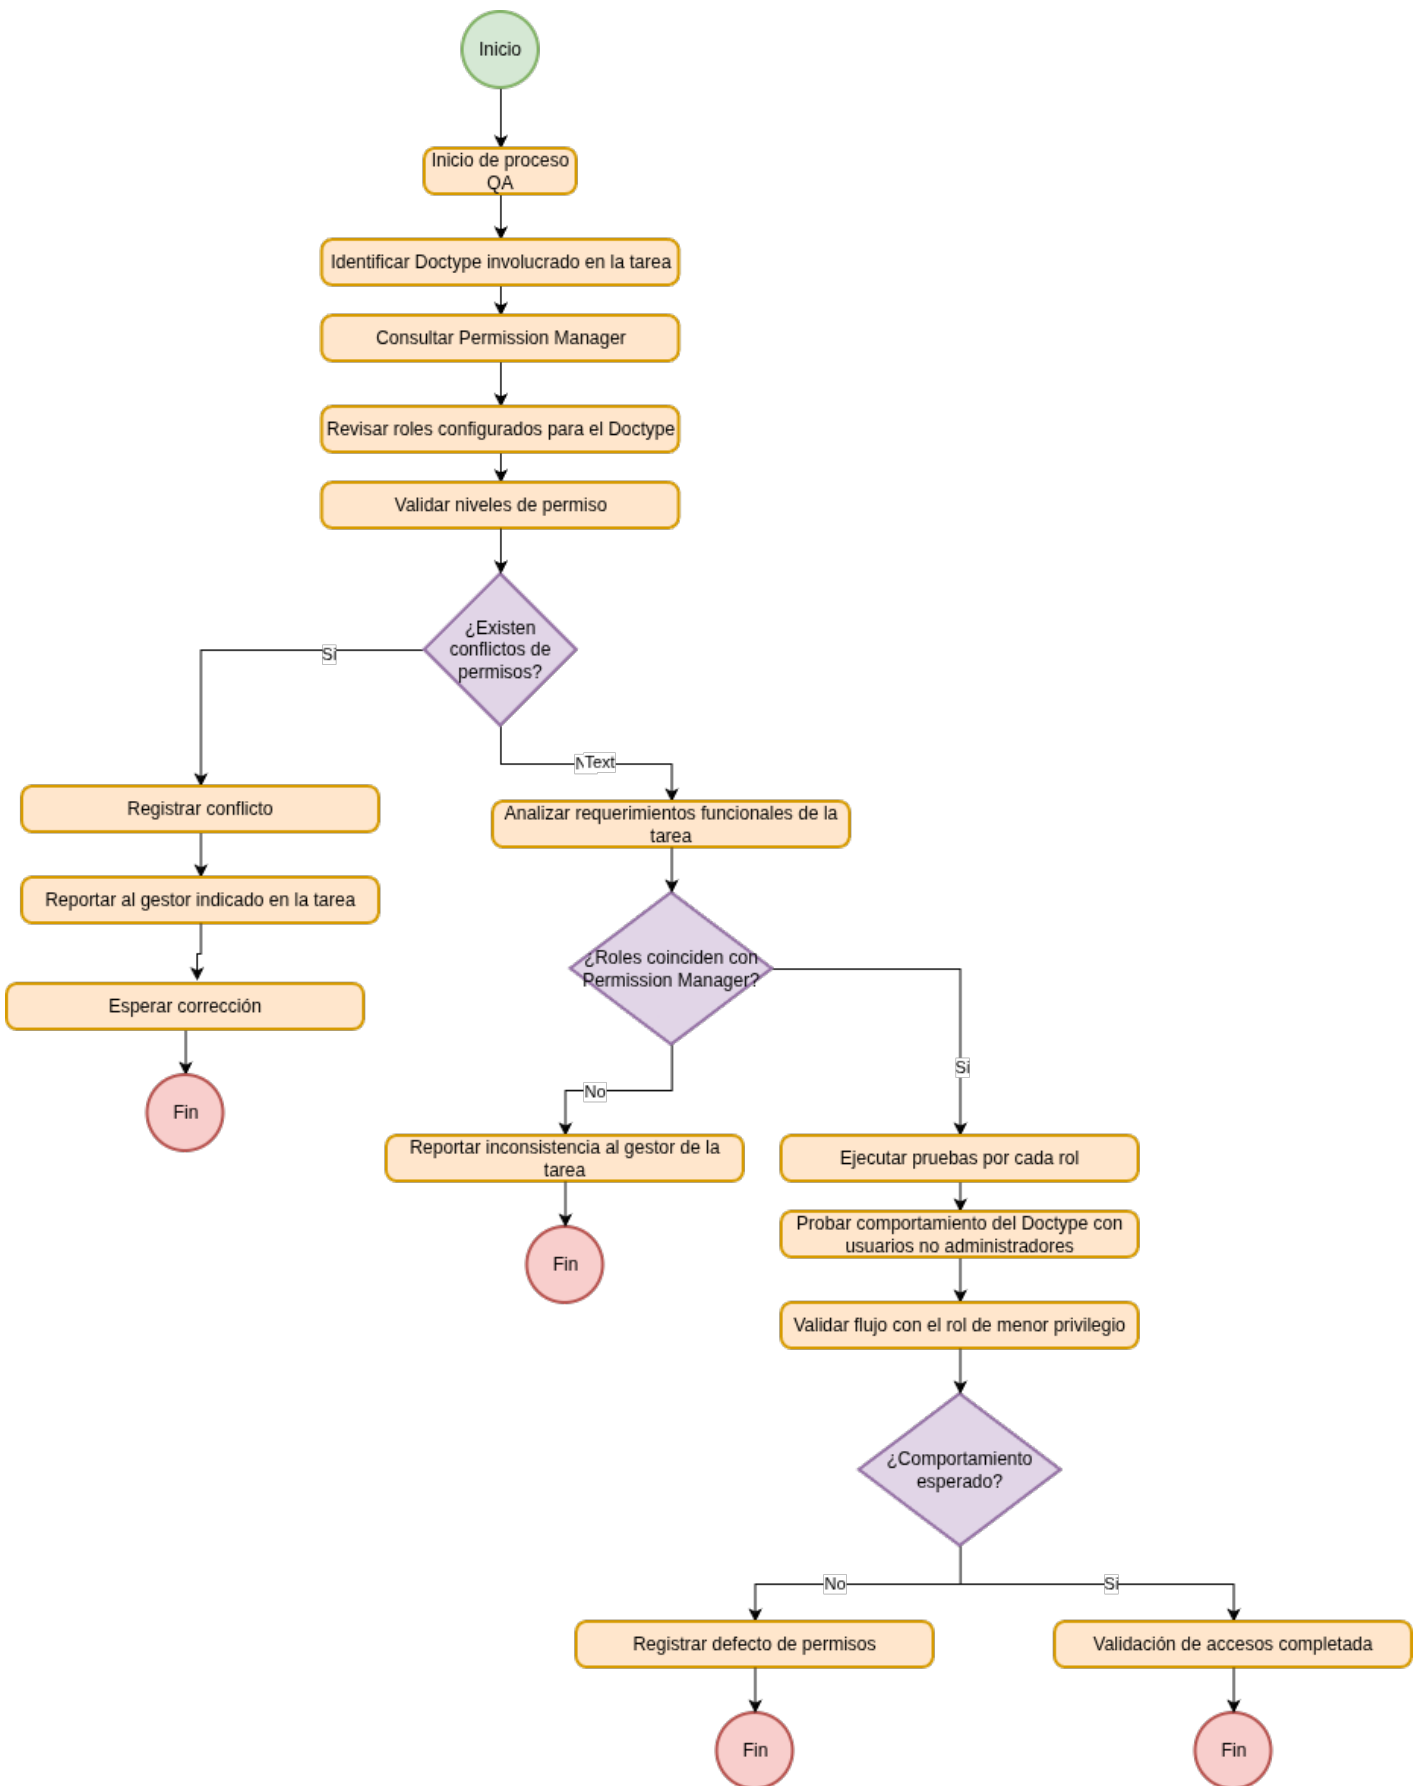 Inicio
Inicio de proceso
QA
Identificar Doctype involucrado en la tarea
Consultar Permission Manager
Revisar roles configurados para el Doctype
Validar niveles de permiso
¿Existen
conflictos de
permisos?
Sí
Text
Registrar conflicto
Analizar requerimientos funcionales de la
tarea
Reportar al gestor indicado en la tarea
¿Roles coinciden con
Permission Manager?
Esperar corrección
Sí
No
Fin
Reportar inconsistencia al gestor de la
tarea
Ejecutar pruebas por cada rol
Probar comportamiento del Doctype con
usuarios no administradores
Fin
Validar flujo con el rol de menor privilegio
¿Comportamiento
esperado?
No
Sí
Registrar defecto de permisos
Validación de accesos completada
Fin
Fin